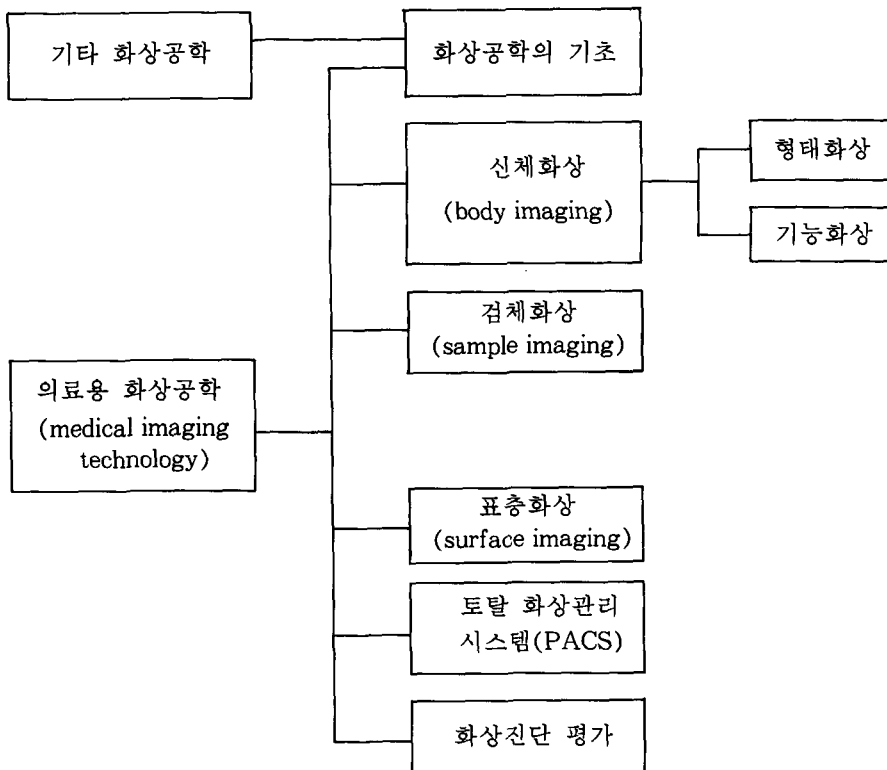 기타 화상공학
화상공학의 기초
신체화상
(body imaging)
형태화상
기능화상
검체화상
(sample imaging)
의료용 화상공학
(medical imaging
technology)
표층화상
(surface imaging)
토탈 화상관리
시스템(PACS)
화상진단 평가